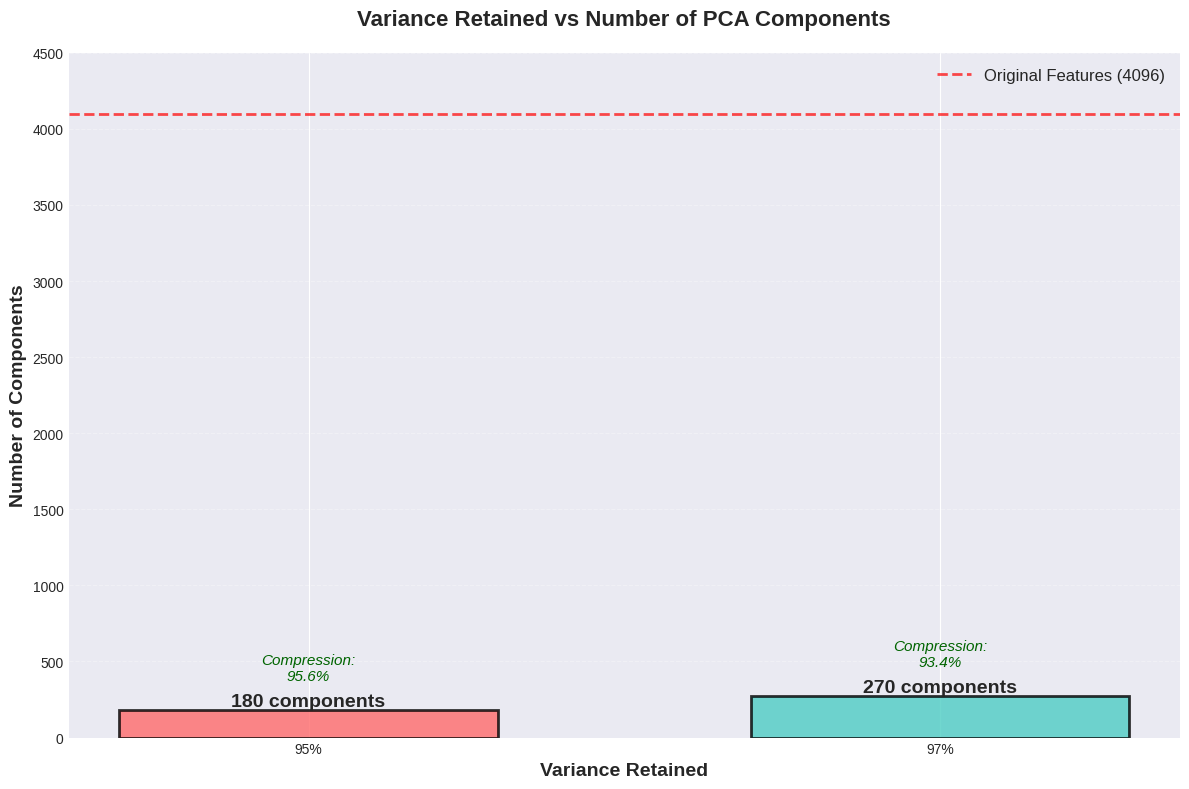 Variance Retained vs Number of PCA Components
Original Features (4096)
Number of Components
4500
4000
3500
3000
2500
2000
1500
1000
500
0
Compression:
95.6%
180 components
Compression:
93.4%
270 components
95%
97%
Variance Retained